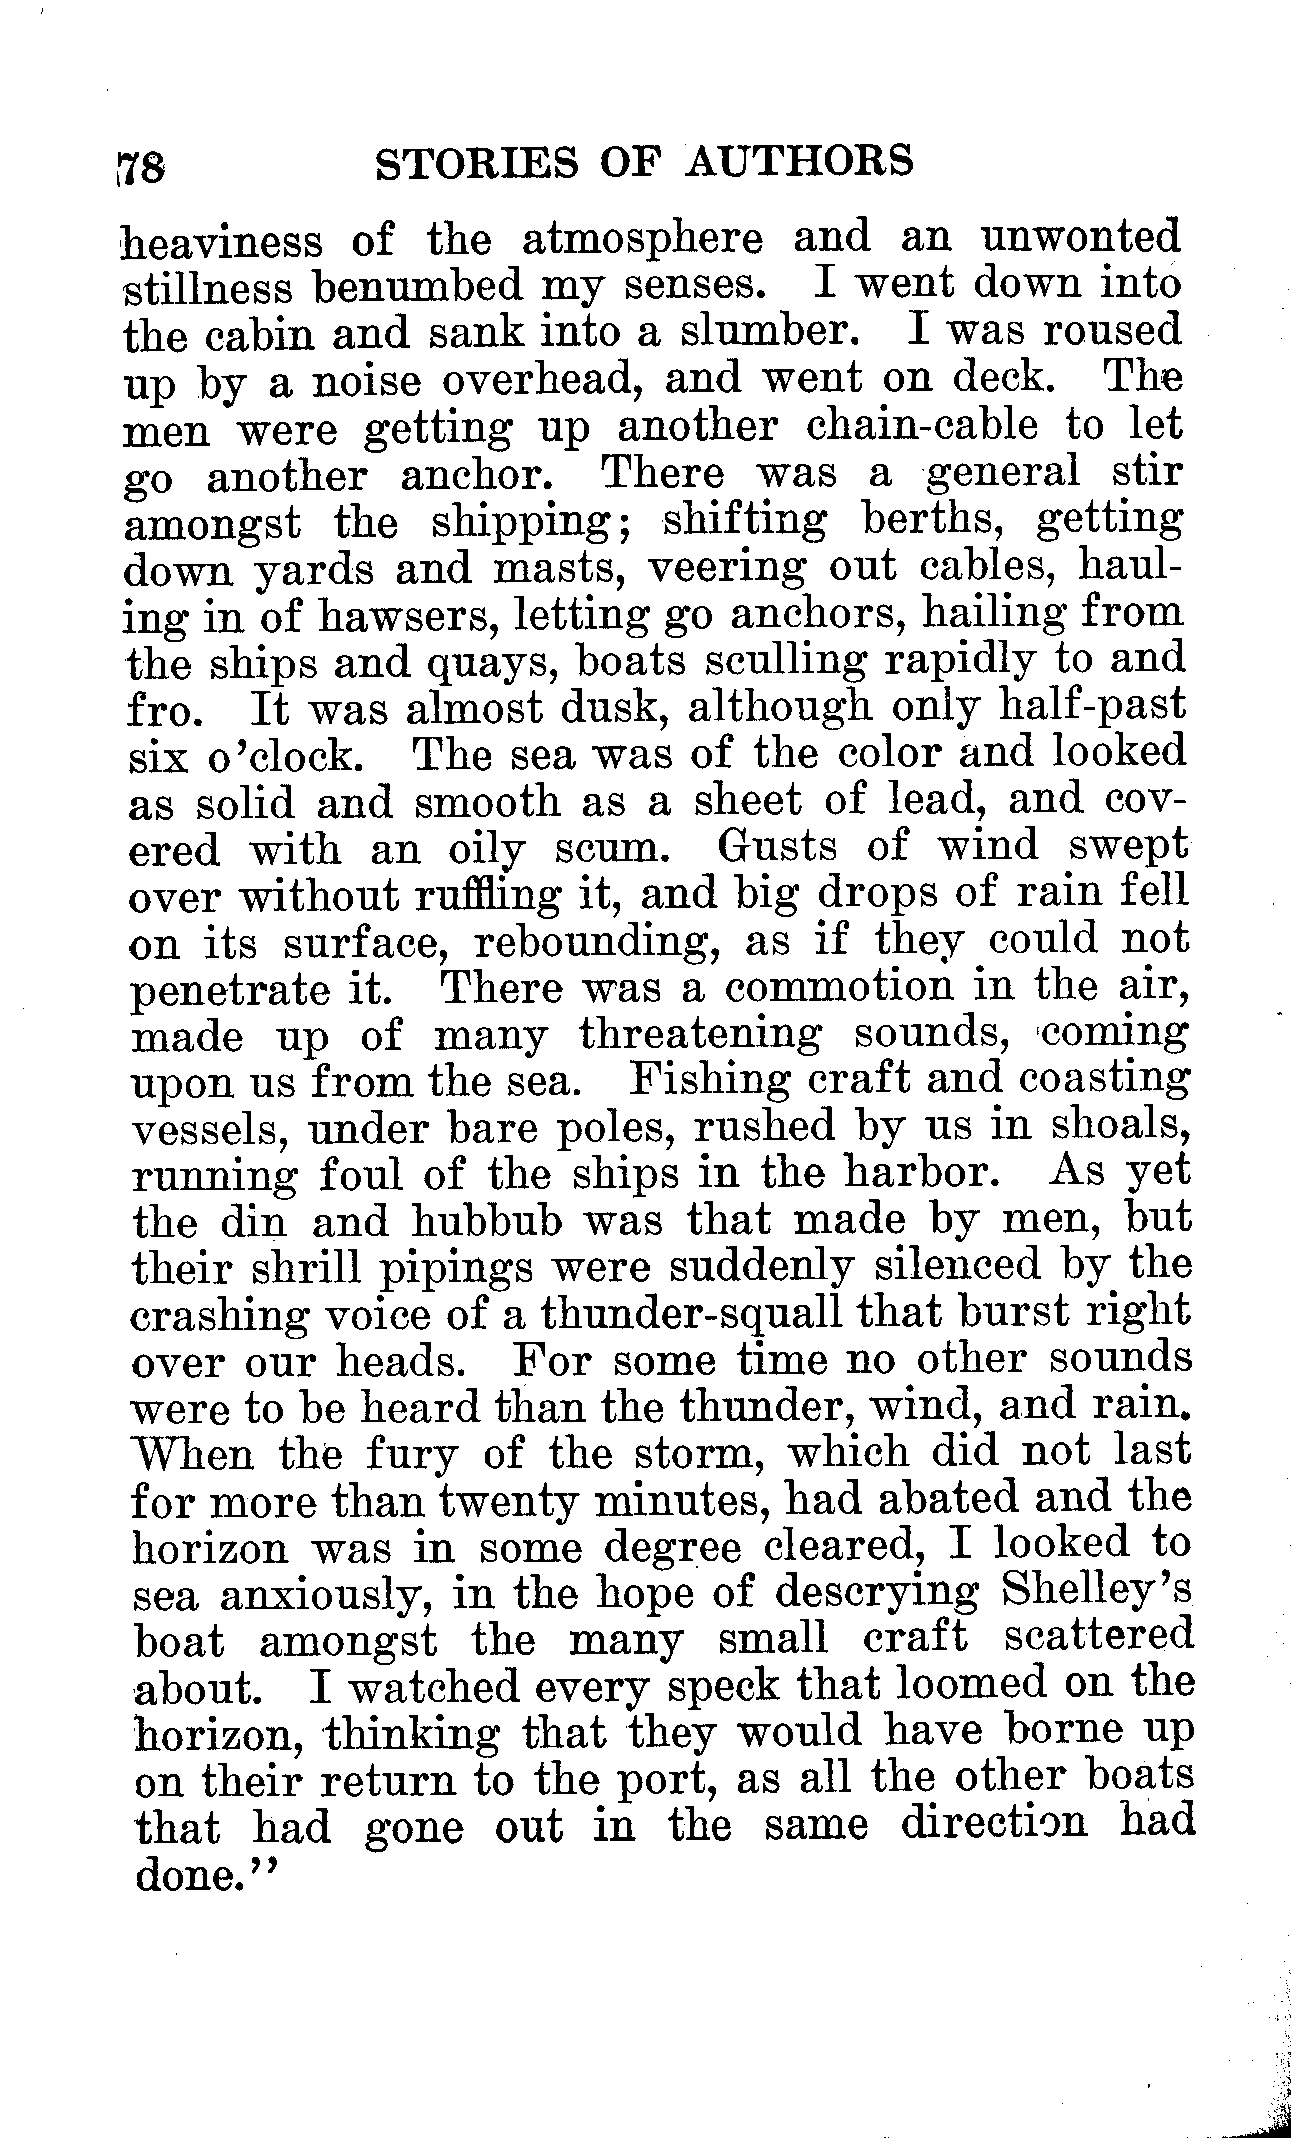 78 STORIES OF AUTHORS
heaviness of the atmosphere and an unwonted
stillness benumbed my senses. I went down into
the cabin and sank into a slumber. I was roused
up by a noise overhead, and went on deck. The
men were getting up another chain-cable to let
go another anchor. There was a general stir
amongst the shipping; shifting berths, getting
down yards and masts, veering out cables, haul-
ing in of hawsers, letting go anchors, hailing from
the ships and quays, boats sculling rapidly to and
fro. It was almost dusk, although only half-past
six o'clock. The sea was of the color and looked
as solid and smooth as a sheet of lead, and cov-
ered with an oily scum. Gusts of wind swept
over without ruffling it, and big drops of rain fell
on its surface, rebounding, as if they could not
penetrate it. There was a commotion in the air,
made up of many threatening sounds, coming
upon us from the sea. Fishing craft and coasting
vessels, under bare poles, rushed by us in shoals,
running foul of the ships in the harbor. As yet
the din and hubbub was that made by men, but
their shrill pipings were suddenly silenced by the
crashing voice of a thunder-squall that burst right
over our heads. For some time no other sounds
were to be heard than the thunder, wind, and rain.
When the fury of the storm, which did not last
for more than twenty minutes, had abated and the
horizon was in some degree cleared, I looked to
sea anxiously, in the hope of descrying Shelley's
boat amongst the many small craft scattered
about. I watched every speck that loomed on the
horizon, thinking that they would have borne up
on their return to the port, as all the other boats
that had gone out in the same direction had
done."